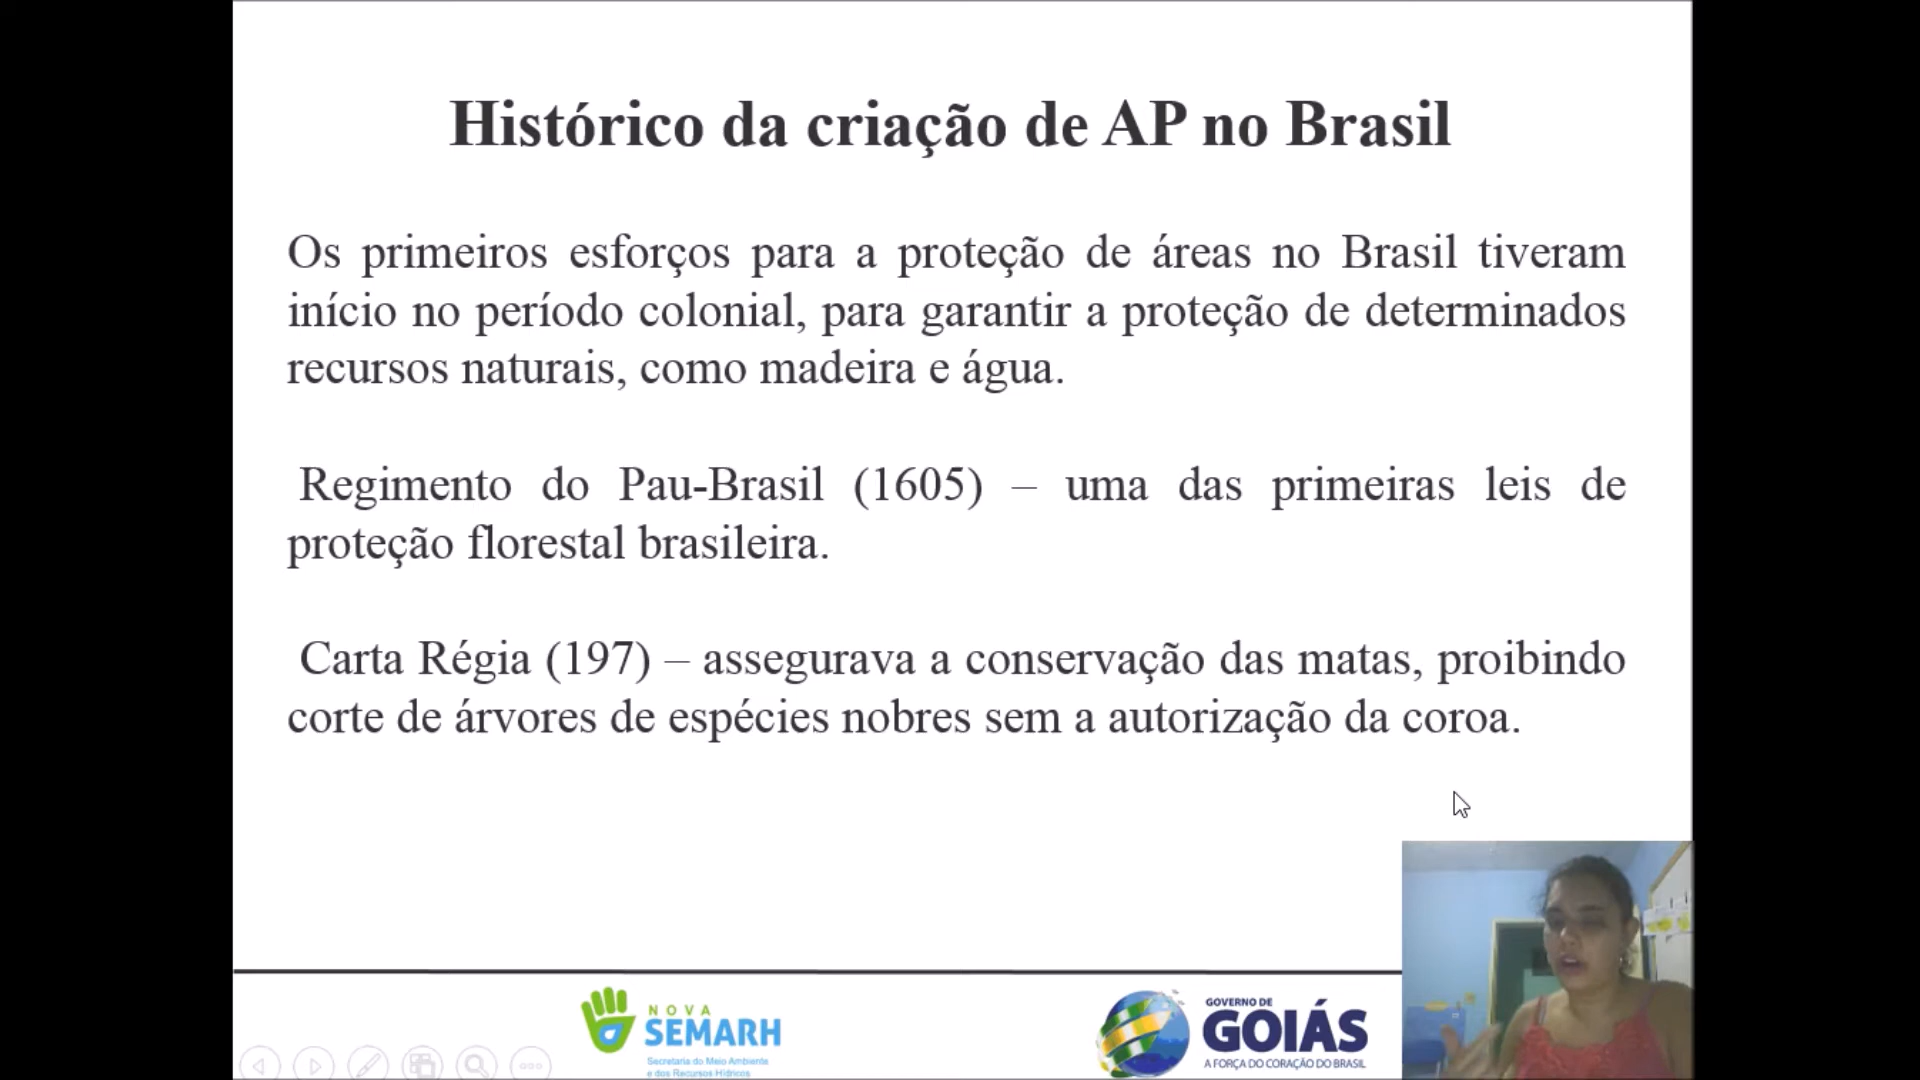 Histórico da criação de AP no Brasil
Os primeiros esforços para a proteção de áreas no Brasil tiveram
início no período colonial, para garantir a proteção de determinados
recursos naturais, como madeira e água.
Regimento do Pau-Brasil (1605) – uma das primeiras leis de
proteção florestal brasileira.
Carta Régia (197) – assegurava a conservação das matas, proibindo
corte de árvores de espécies nobres sem a autorização da coroa.
NOVA
SEMARH
Secretaria do Meio Ambiente
e dos Recursos Hídricos
GOVERNO DE
GOIÁS
A FORÇA DO CORAÇÃO DO BRASIL